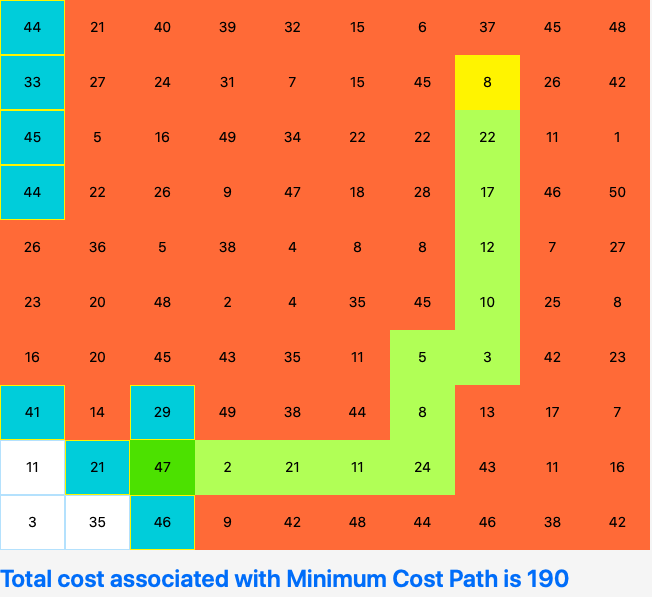 44 21 40 39 32 15 6 37 45 48
33 27 24 31 7 15 45 8 26 42
45 5 16 49 34 22 22 22 11 1
44 22 26 9 47 18 28 17 46 50
26 36 5 38 4 8 8 12 7 27
23 20 48 2 4 35 45 10 25 8
16 20 45 43 35 11 5 3 42 23
41 14 29 49 38 44 8 13 17 7
11 21 47 2 21 11 24 43 11 16
3 35 46 9 42 48 44 46 38 42
Total cost associated with Minimum Cost Path is 190